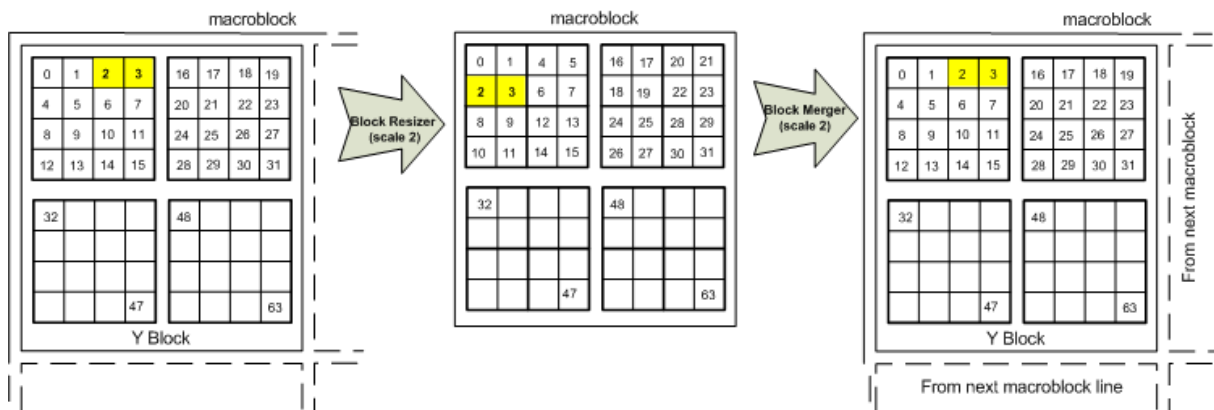 macroblock
macroblock
macroblock
0 1 2 3 16 17 18 19
4 5 6 7 20 21 22 23
8 9 10 11 24 25 26 27
12 13 14 15 28 29 30 31
32 48
47 63
Y Block
Block Resizer
(scale 2)
0 1 4 5 16 17 20 21
2 3 6 7 18 19 22 23
8 9 12 13 24 25 28 29
10 11 14 15 26 27 30 31
32 48
47 63
Block Merger
(scale 2)
0 1 2 3 16 17 18 19
4 5 6 7 20 21 22 23
8 9 10 11 24 25 26 27
12 13 14 15 28 29 30 31
32 48
47 63
Y Block
From next macroblock
From next macroblock line